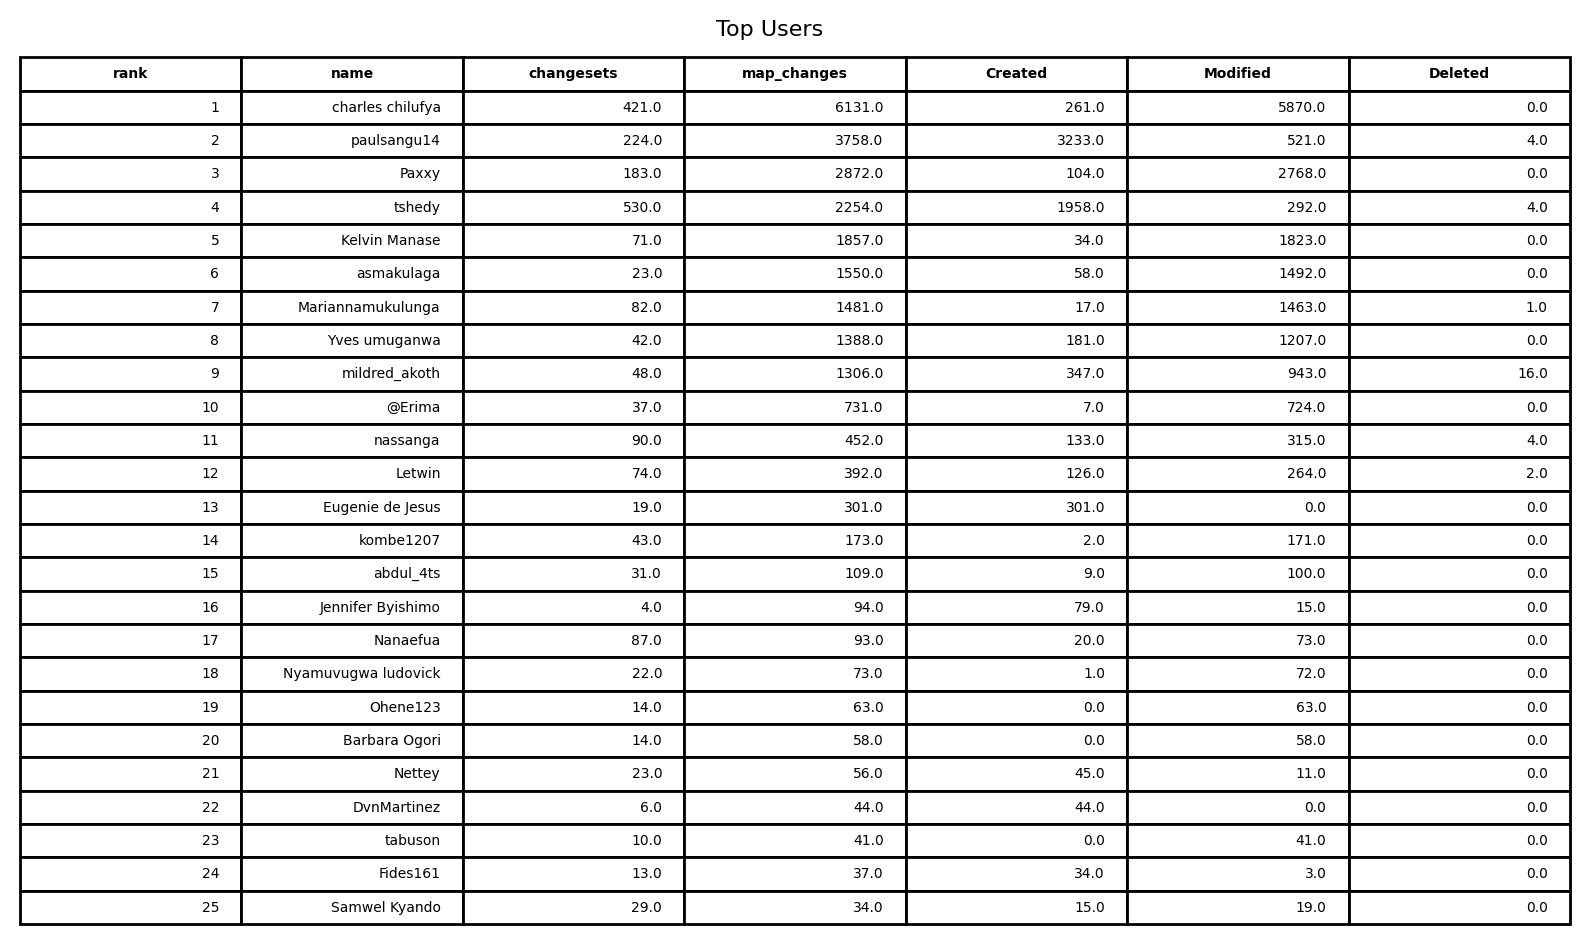 Top Users
rank name changesets map_changes Created Modified Deleted
1 charles chilufya 421.0 6131.0 261.0 5870.0 0.0
2 paulsangu14 224.0 3758.0 3233.0 521.0 4.0
3 Paxxy 183.0 2872.0 104.0 2768.0 0.0
4 tshedy 530.0 2254.0 1958.0 292.0 4.0
5 Kelvin Manase 71.0 1857.0 34.0 1823.0 0.0
6 asmakulaga 23.0 1550.0 58.0 1492.0 0.0
7 Mariannamukulunga 82.0 1481.0 17.0 1463.0 1.0
8 Yves umuganwa 42.0 1388.0 181.0 1207.0 0.0
9 mildred_akoth 48.0 1306.0 347.0 943.0 16.0
10 @Erima 37.0 731.0 7.0 724.0 0.0
11 nassanga 90.0 452.0 133.0 315.0 4.0
12 Letwin 74.0 392.0 126.0 264.0 2.0
13 Eugenie de Jesus 19.0 301.0 301.0 0.0 0.0
14 kombe1207 43.0 173.0 2.0 171.0 0.0
15 abdul_4ts 31.0 109.0 9.0 100.0 0.0
16 Jennifer Byishimo 4.0 94.0 79.0 15.0 0.0
17 Nanaefua 87.0 93.0 20.0 73.0 0.0
18 Nyamuvugwa ludovick 22.0 73.0 1.0 72.0 0.0
19 Ohene123 14.0 63.0 0.0 63.0 0.0
20 Barbara Ogori 14.0 58.0 0.0 58.0 0.0
21 Nettey 23.0 56.0 45.0 11.0 0.0
22 DvnMartinez 6.0 44.0 44.0 0.0 0.0
23 tabuson 10.0 41.0 0.0 41.0 0.0
24 Fides161 13.0 37.0 34.0 3.0 0.0
25 Samwel Kyando 29.0 34.0 15.0 19.0 0.0